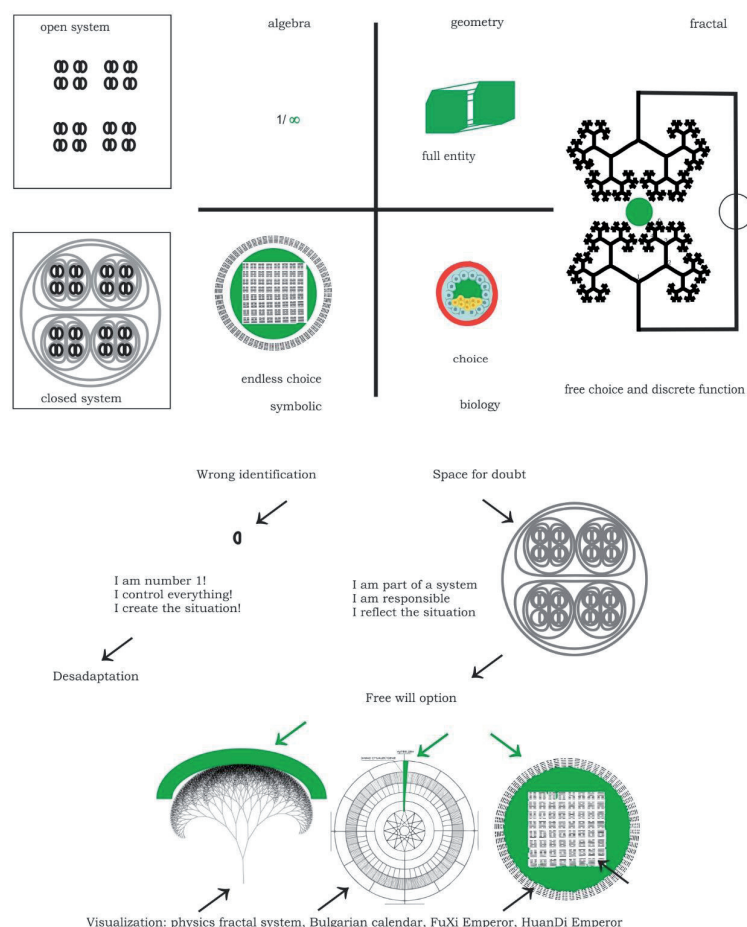 open system
algebra
geometry
fractal
1/∞
full entity
closed system
endless choice
symbolic
choice
biology
free choice and discrete function
Wrong identification
Space for doubt
I am number 1!
I control everything!
I create the situation!
I am part of a system
I am responsible
I reflect the situation
Desadaptation
Free will option
Visualization: physics fractal system, Bulgarian calendar, FuXi Emperor, HuanDi Emperor